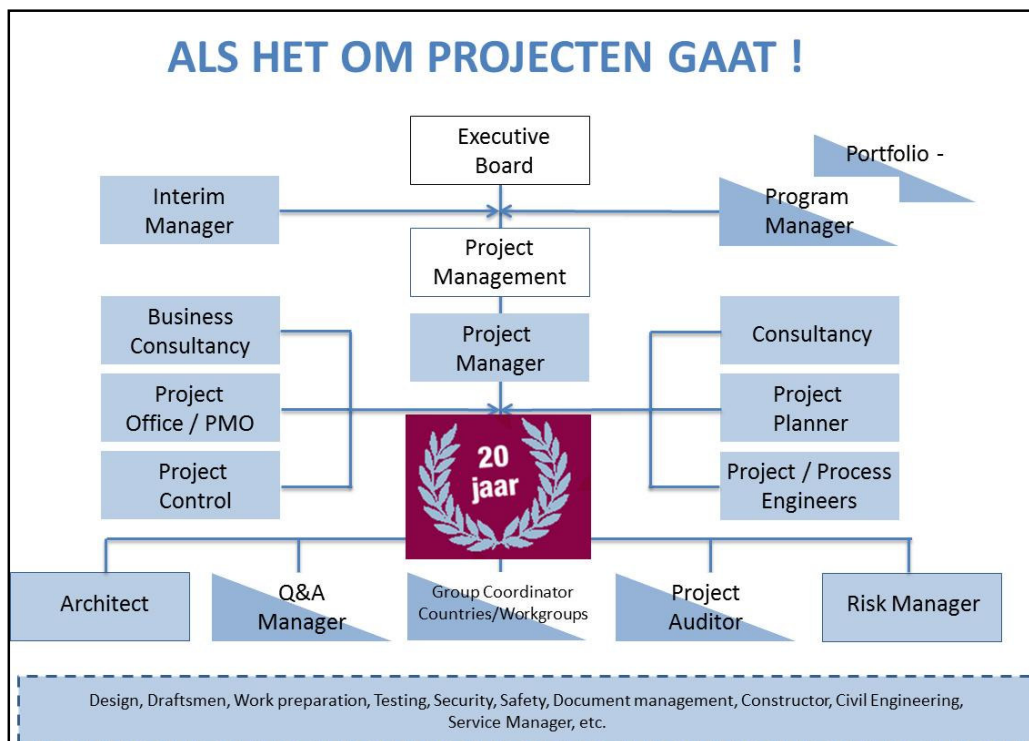 ALS HET OM PROJECTEN GAAT !
Executive
Board
Portfolio -
Interim
Manager
Program
Manager
Project
Management
Business
Consultancy
Project
Manager
Consultancy
Project
Office / PMO
Project
Planner
20
jaar
Project
Control
Project / Process
Engineers
Architect
Q&A
Manager
Group Coordinator
Countries/Workgroups
Project
Auditor
Risk Manager
Design, Draftsmen, Work preparation, Testing, Security, Safety, Document management, Constructor, Civil Engineering,
Service Manager, etc.